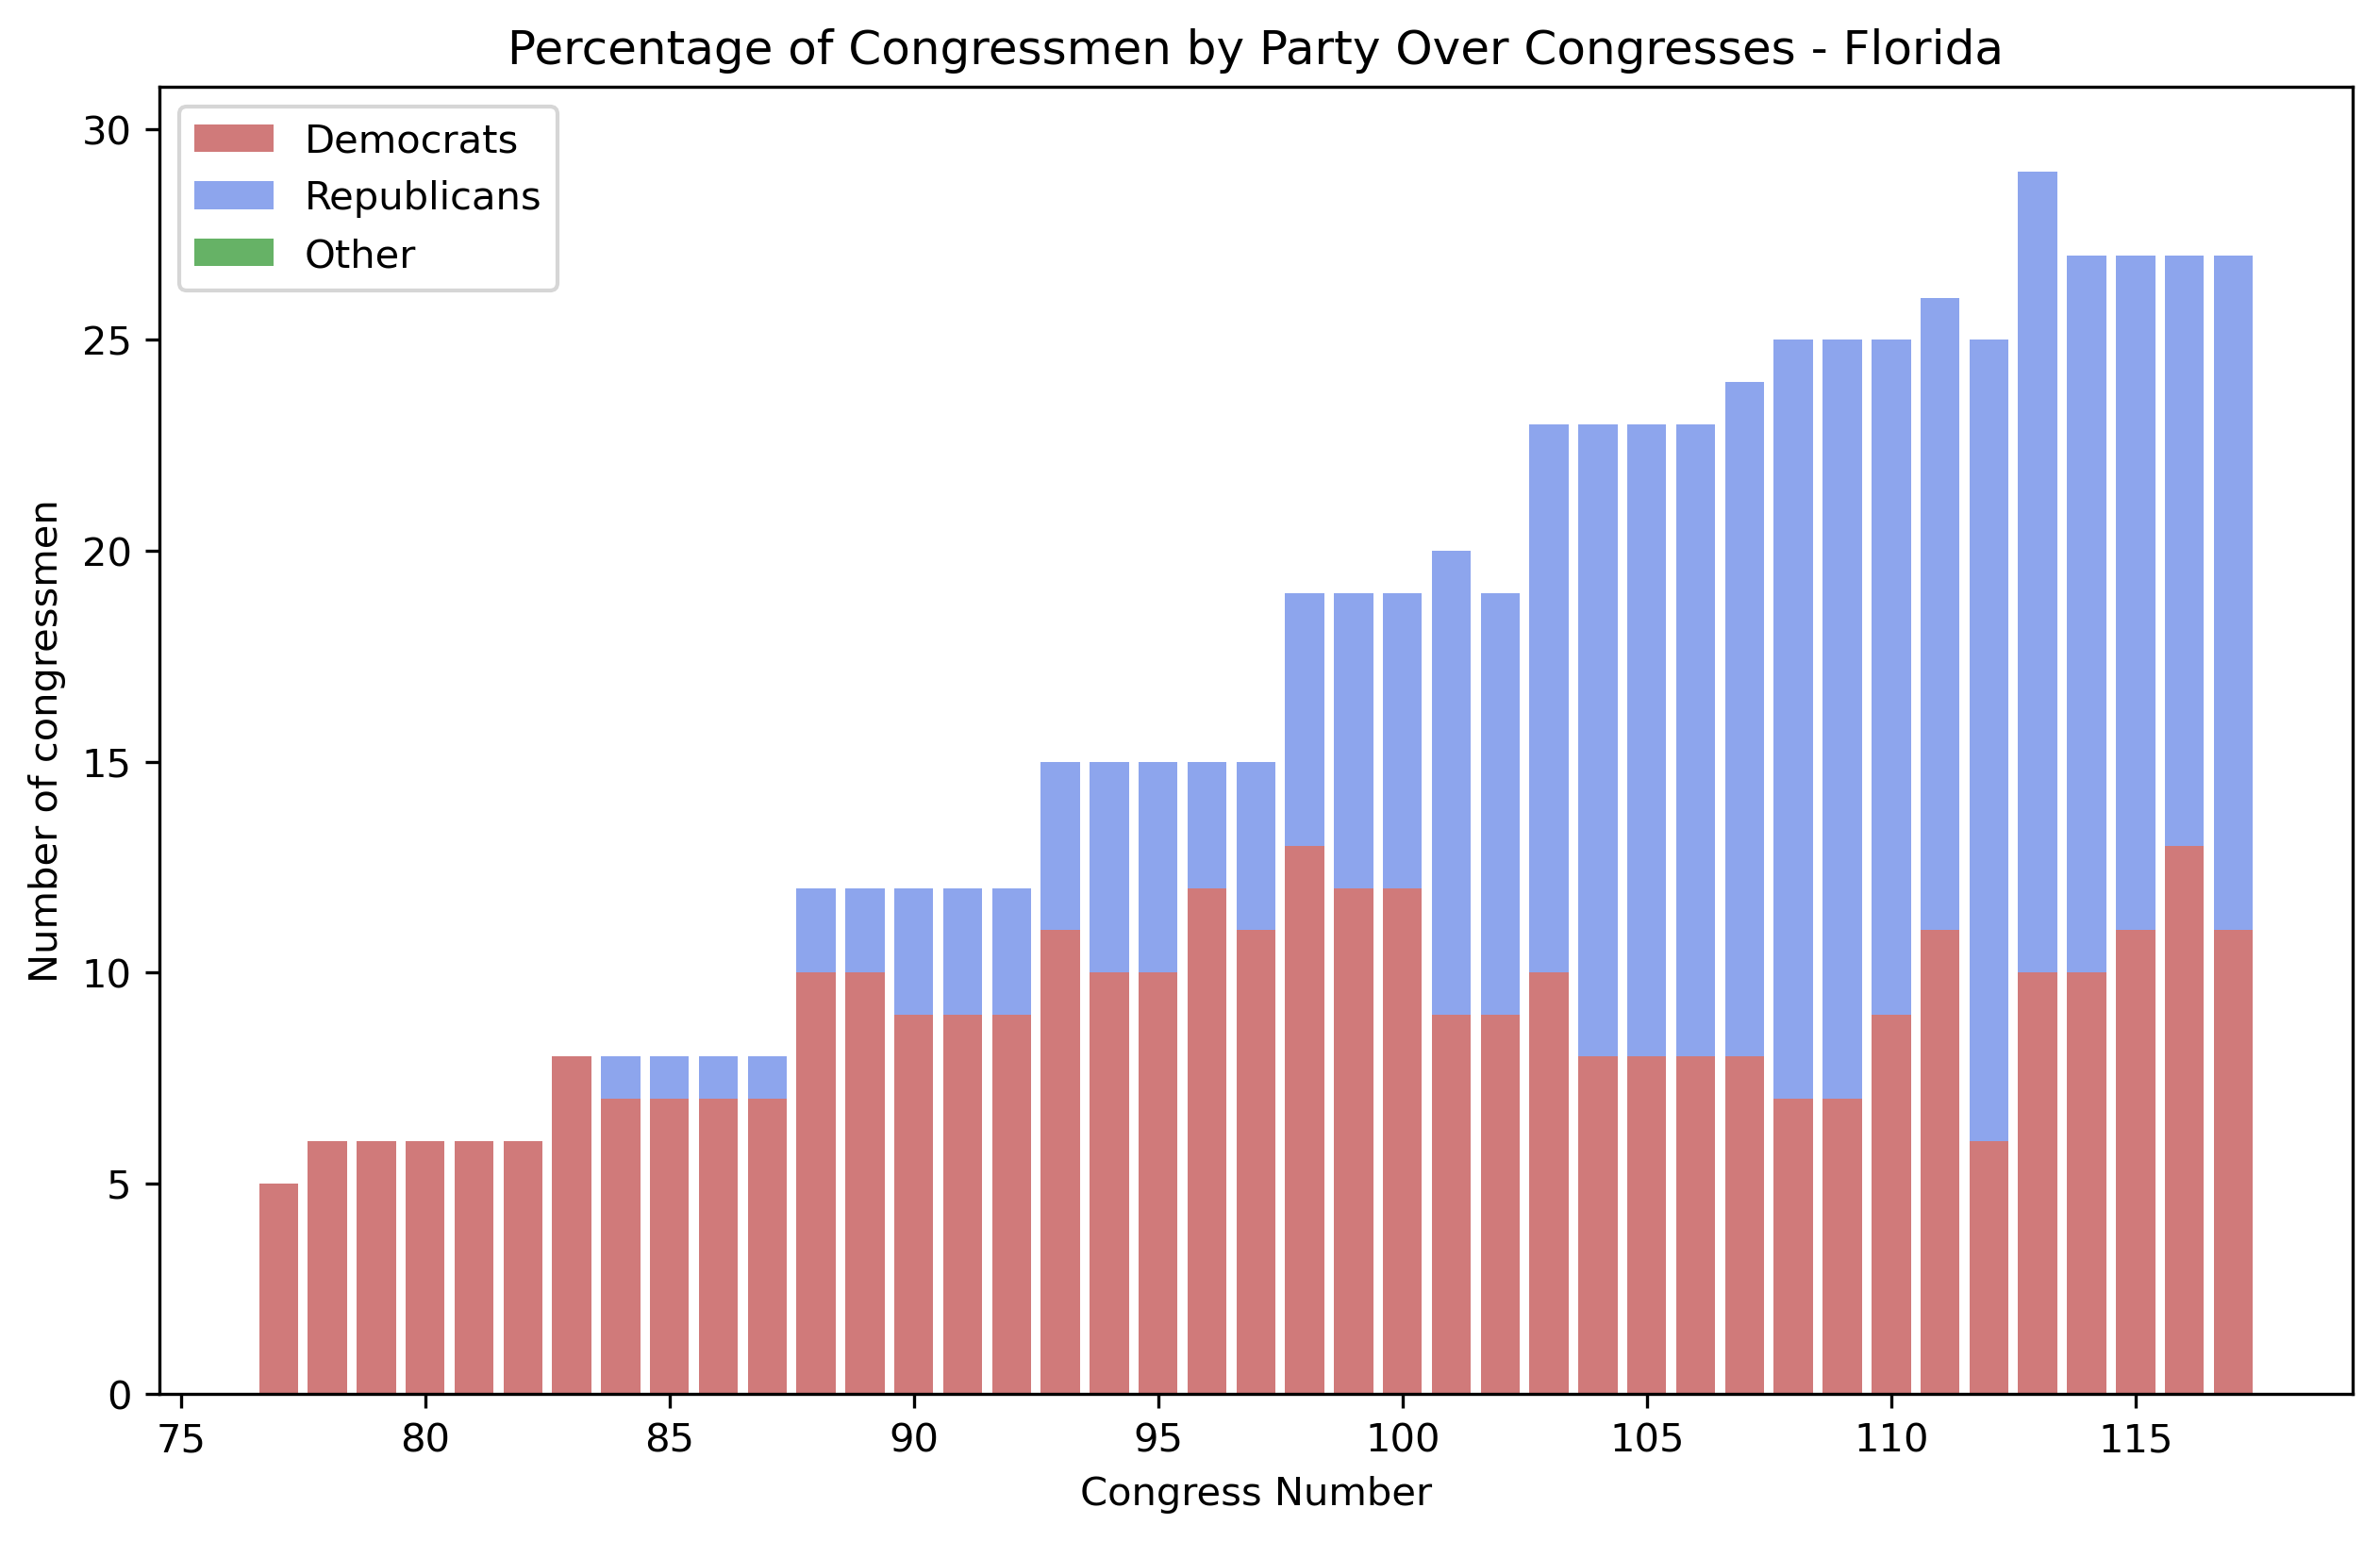 Percentage of Congressmen by Party Over Congresses - Florida
Democrats
Republicans
Other
30
25
20
15
10
5
0
Number of congressmen
75 80 85 90 95 100 105 110 115
Congress Number